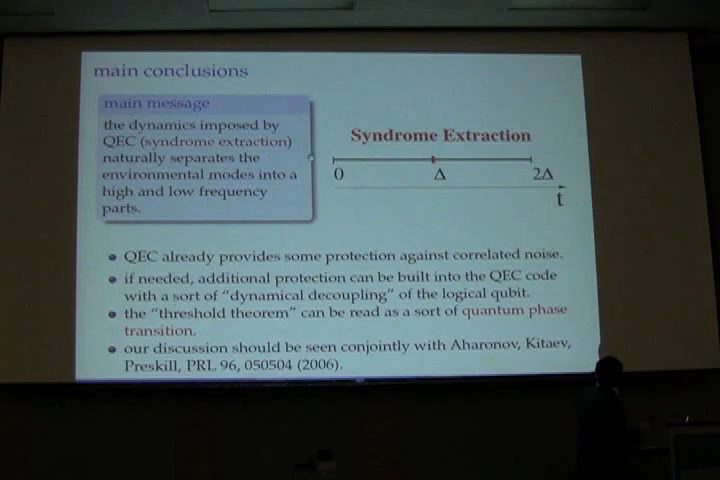 main conclusions
main message
the dynamics imposed by
QEC (syndrome extraction)
naturally separates the
environmental modes into a
high and low frequency
parts.
Syndrome Extraction
0 Δ 2Δ
t
QEC already provides some protection against correlated noise.
if needed, additional protection can be built into the QEC code
with a sort of "dynamical decoupling" of the logical qubit.
the "threshold theorem" can be read as a sort of quantum phase
transition.
our discussion should be seen conjointly with Aharonov, Kitaev,
Preskill, PRL 96, 050504 (2006).